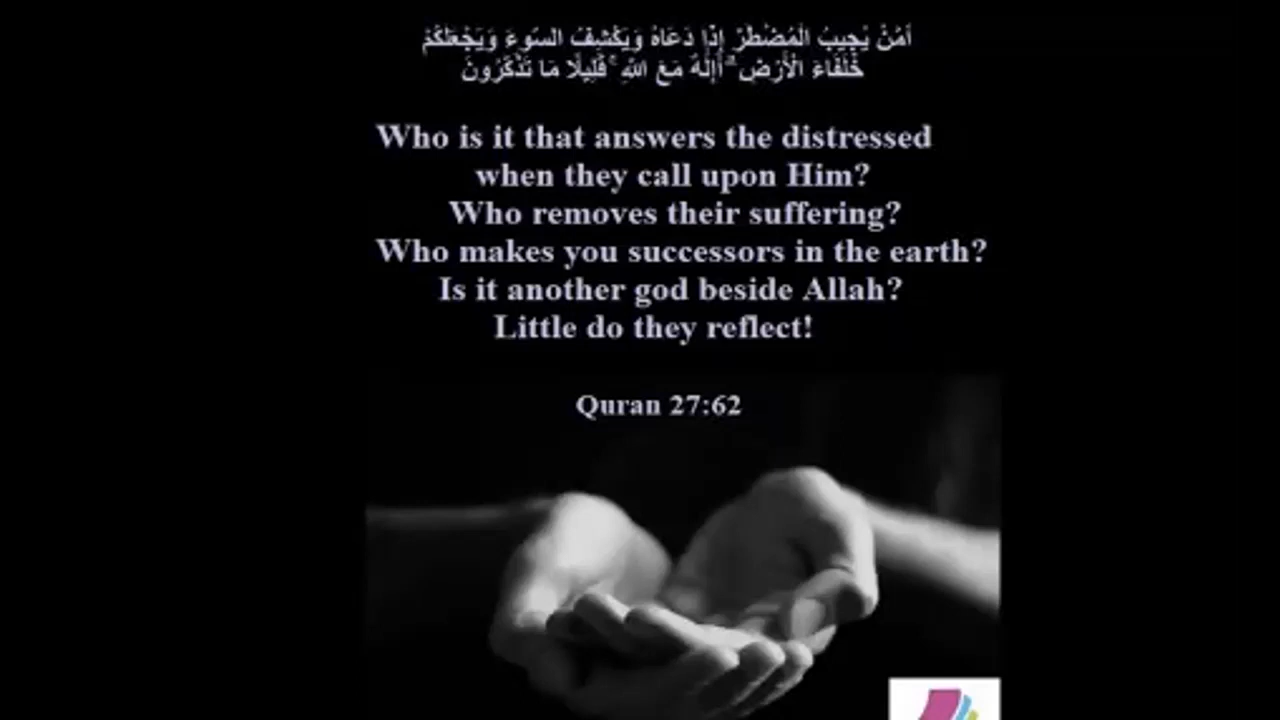 أَمَّنْ يُجِيبُ الْمُضْطَرَّ إِذَا دَعَاهُ وَيَكْشِفُ السُّوءَ وَيَجْعَلُكُمْ
خُلَفَاءَ الْأَرْضِ ۗ أَإِلَٰهٌ مَعَ اللَّهِ ۚ قَلِيلًا مَا تَذَكَّرُونَ
Who is it that answers the distressed
when they call upon Him?
Who removes their suffering?
Who makes you successors in the earth?
Is it another god beside Allah?
Little do they reflect!
Quran 27:62